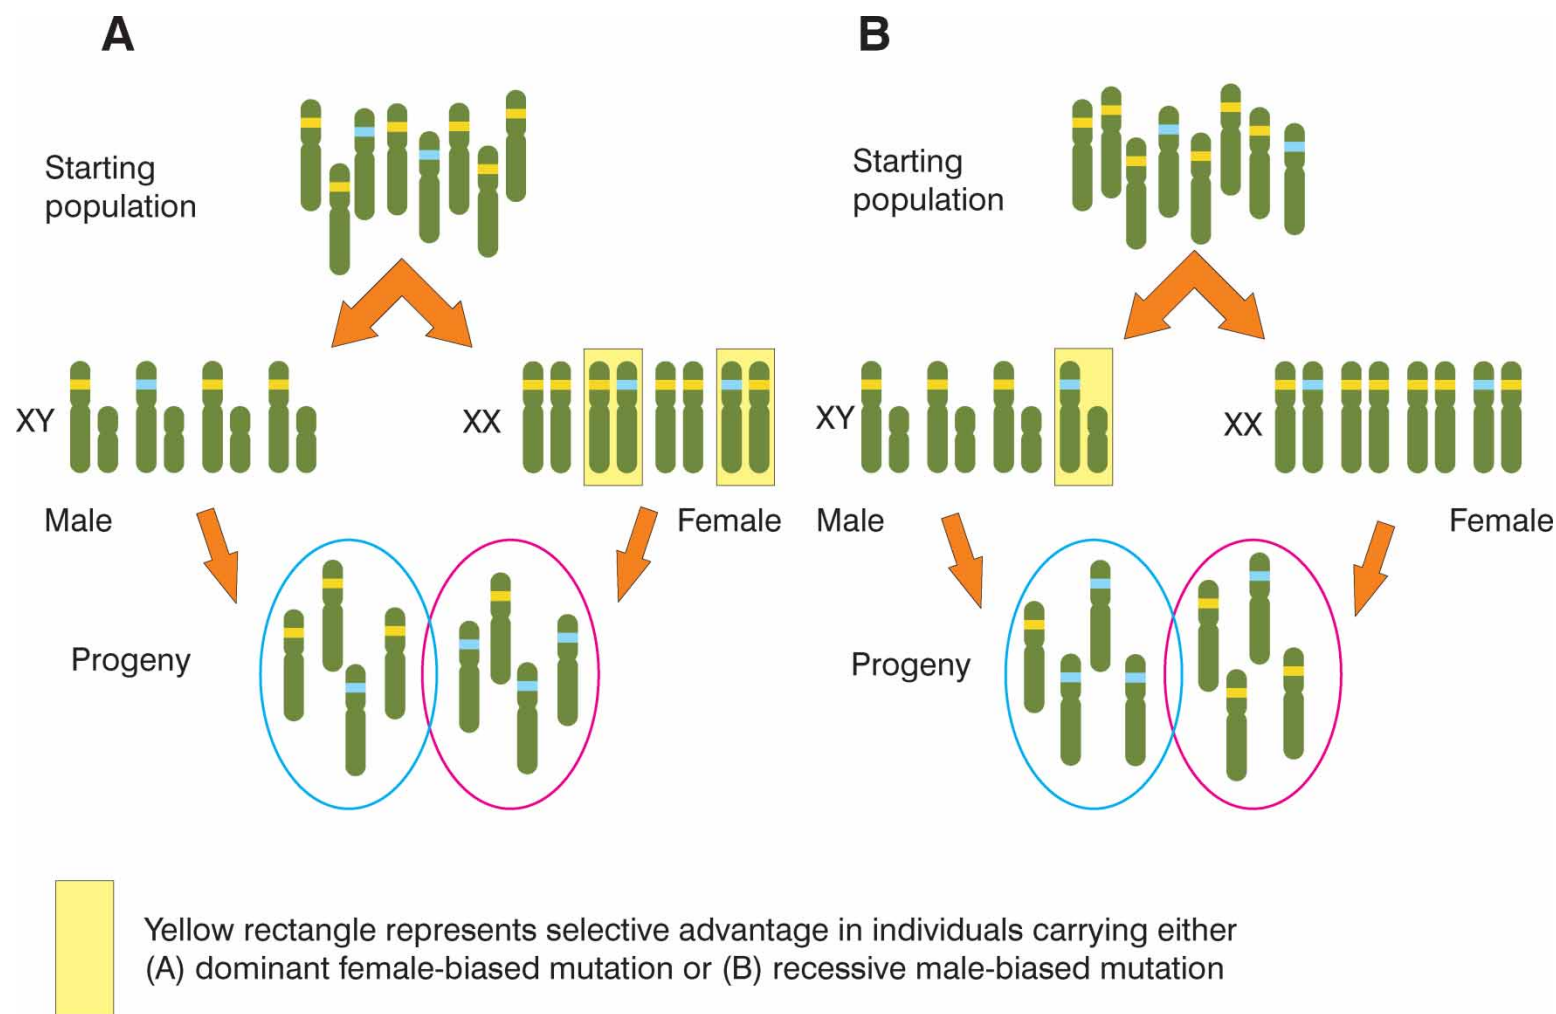 A
B
Starting
population
Starting
population
XY
XX
XY
XX
Male
Female
Male
Female
Progeny
Progeny
Yellow rectangle represents selective advantage in individuals carrying either
(A) dominant female-biased mutation or (B) recessive male-biased mutation